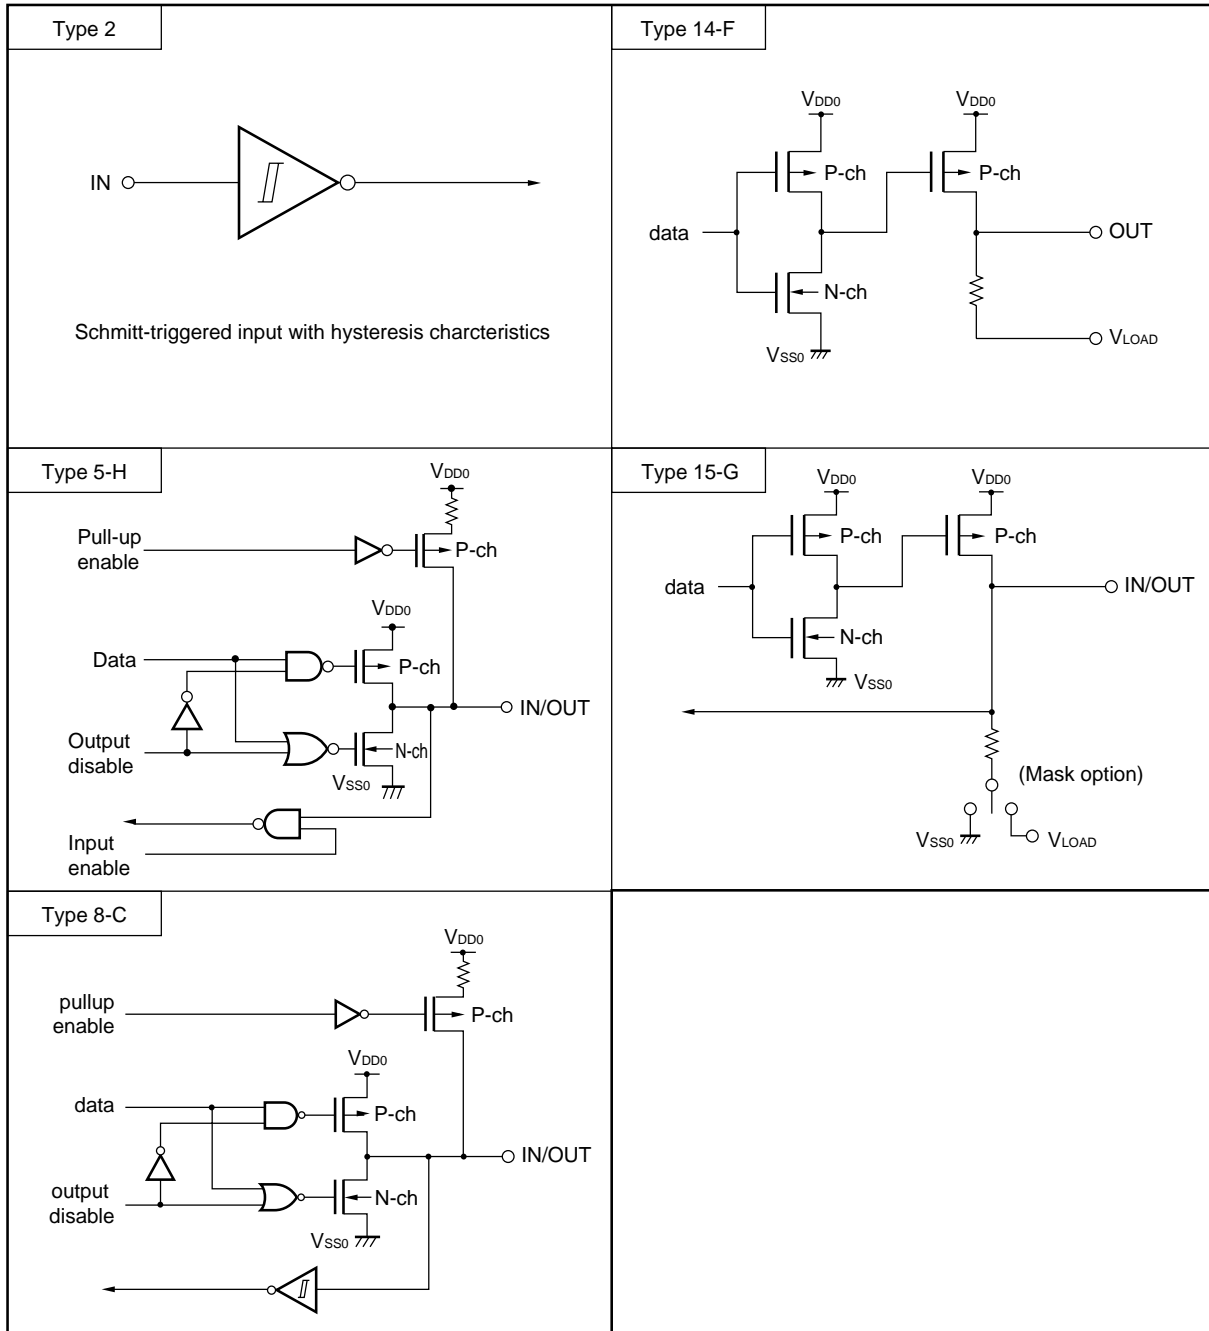 Type 2
IN
Schmitt-triggered input with hysteresis charcteristics
Type 14-F
VDD0
VDD0
P-ch
P-ch
data
OUT
N-ch
VSS0
VLOAD
Type 5-H
VDD0
Pull-up
enable
P-ch
VDD0
Data
P-ch
IN/OUT
Output
disable
N-ch
VSS0
Input
enable
Type 15-G
VDD0
VDD0
P-ch
P-ch
data
IN/OUT
N-ch
VSS0
(Mask option)
VSS0
VLOAD
Type 8-C
VDD0
pullup
enable
P-ch
VDD0
data
P-ch
IN/OUT
output
disable
N-ch
VSS0